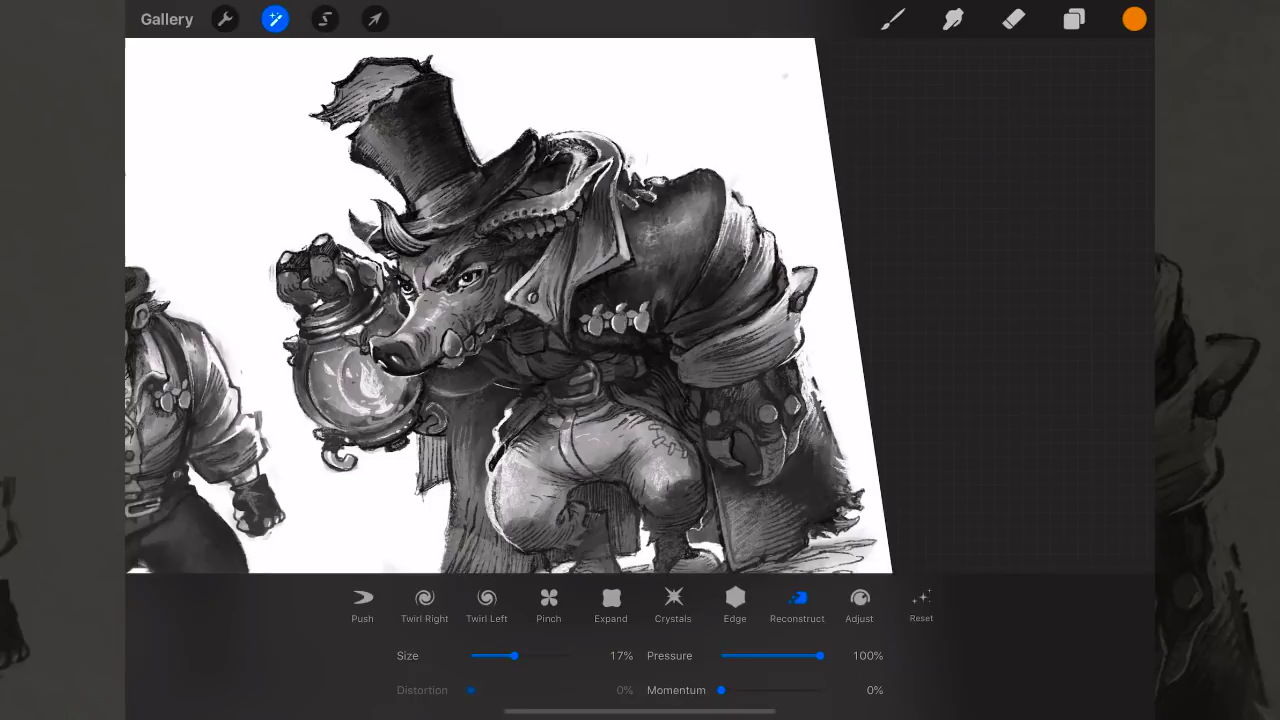 Gallery
Push Twirl Right Twirl Left Pinch Expand Crystals Edge Reconstruct Adjust Reset
Size 17% Pressure 100%
Distortion 0% Momentum 0%